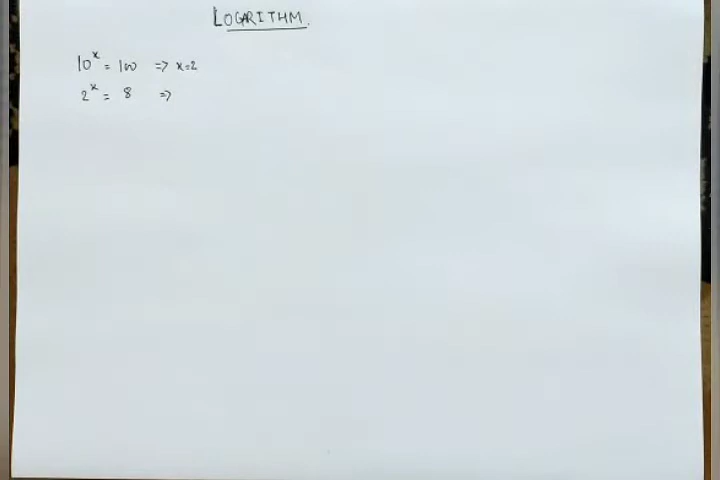 LOGARITHM.
10^x = 100 => x=2
2^x = 8 =>